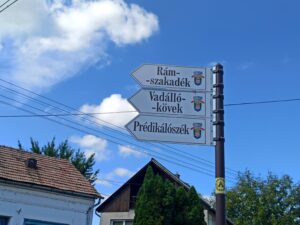 Rám-
-szakadék
Vadálló-
-kövek
Prédikálószék